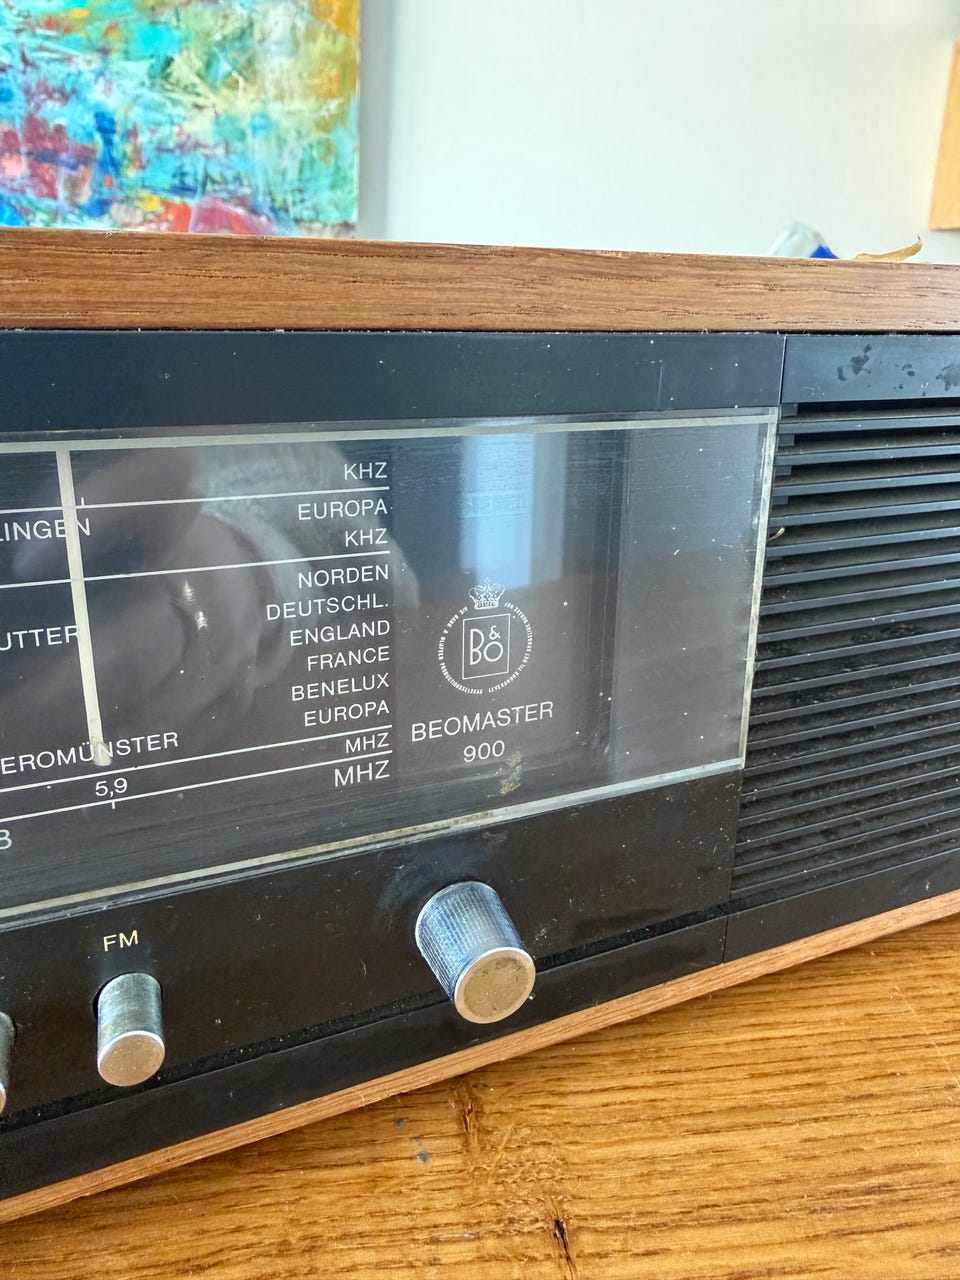 KHZ
EUROPA
LINGEN
KHZ
NORDEN
DEUTSCHL.
UTTER
ENGLAND
FRANCE
BENELUX
EUROPA
EROMÜNSTER
MHZ
5,9
MHZ
B&O
BEOMASTER
900
FM